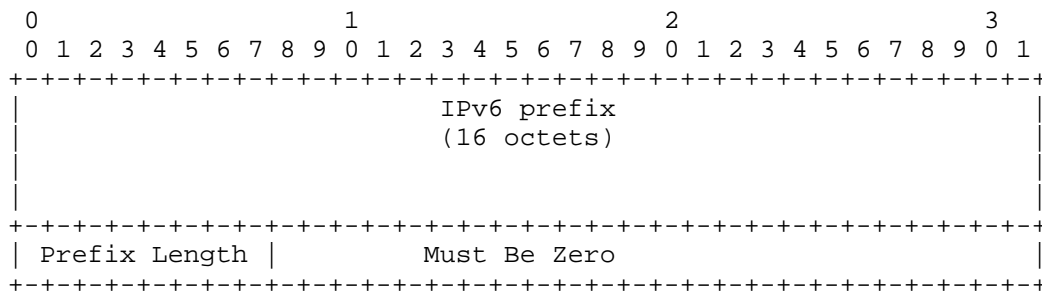 0                   1                   2                   3
 0 1 2 3 4 5 6 7 8 9 0 1 2 3 4 5 6 7 8 9 0 1 2 3 4 5 6 7 8 9 0 1
+-+-+-+-+-+-+-+-+-+-+-+-+-+-+-+-+-+-+-+-+-+-+-+-+-+-+-+-+-+-+-+-+
|                          IPv6 prefix                          |
|                          (16 octets)                          |
|                                                               |
|                                                               |
+-+-+-+-+-+-+-+-+-+-+-+-+-+-+-+-+-+-+-+-+-+-+-+-+-+-+-+-+-+-+-+-+
| Prefix Length |         Must Be Zero                          |
+-+-+-+-+-+-+-+-+-+-+-+-+-+-+-+-+-+-+-+-+-+-+-+-+-+-+-+-+-+-+-+-+